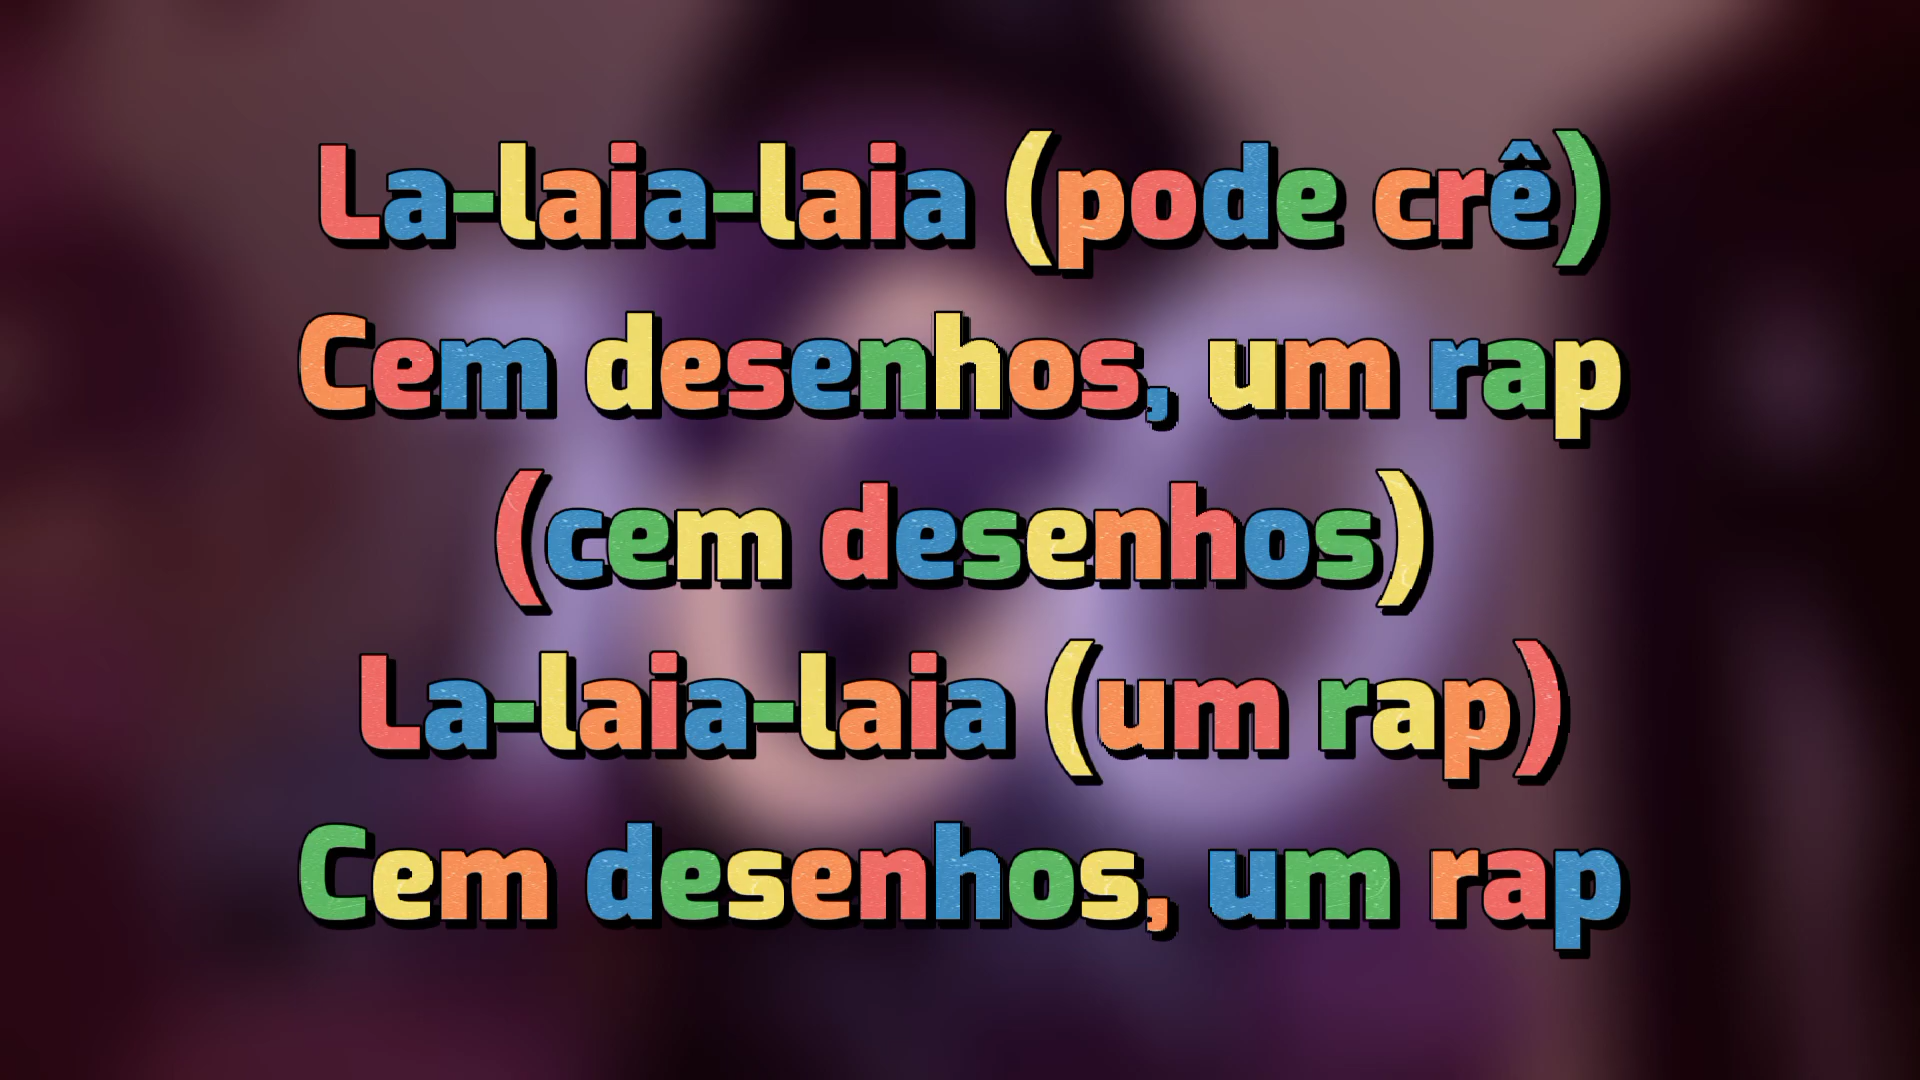 La-laia-laia (pode crê)
Cem desenhos, um rap
(cem desenhos)
La-laia-laia (um rap)
Cem desenhos, um rap